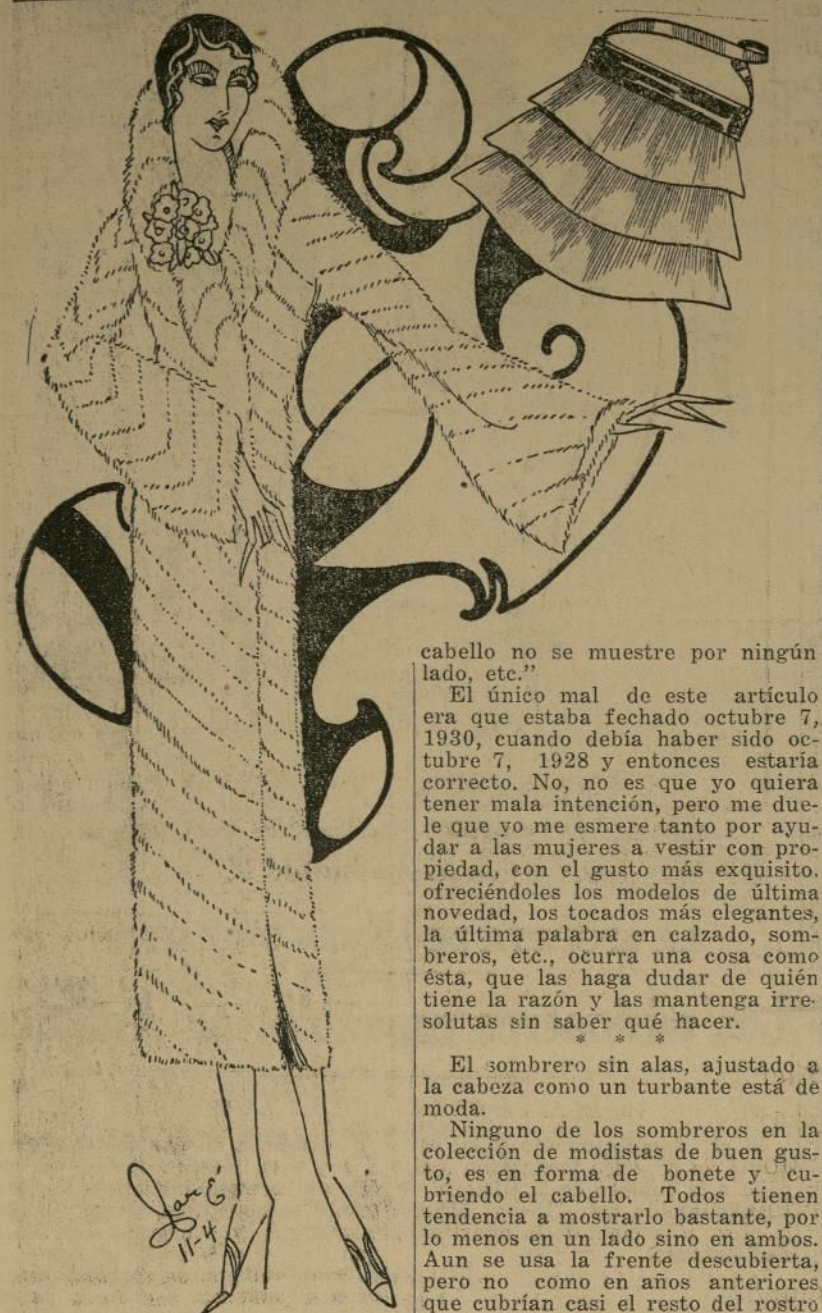 cabello no se muestre por ningún
lado, etc.”
El único mal de este artículo
era que estaba fechado octubre 7,
1930, cuando debía haber sido oc-
tubre 7, 1928 y entonces estaría
correcto. No, no es que yo quiera
tener mala intención, pero me due-
le que yo me esmere tanto por ayu-
dar a las mujeres a vestir con pro-
piedad, con el gusto más exquisito,
ofreciéndoles los modelos de última
novedad, los tocados más elegantes,
la última palabra en calzado, som-
breros, etc., ocurra una cosa como
ésta, que las haga dudar de quién
tiene la razón y las mantenga irre-
solutas sin saber qué hacer.
* * *
El sombrero sin alas, ajustado a
la cabeza como un turbante está de
moda.
Ninguno de los sombreros en la
colección de modistas de buen gus-
to, es en forma de bonete y cu-
briendo el cabello. Todos tienen
tendencia a mostrarlo bastante, por
lo menos en un lado sino en ambos.
Aun se usa la frente descubierta,
pero no como en años anteriores
que cubrían casi el resto del rostro
11-4